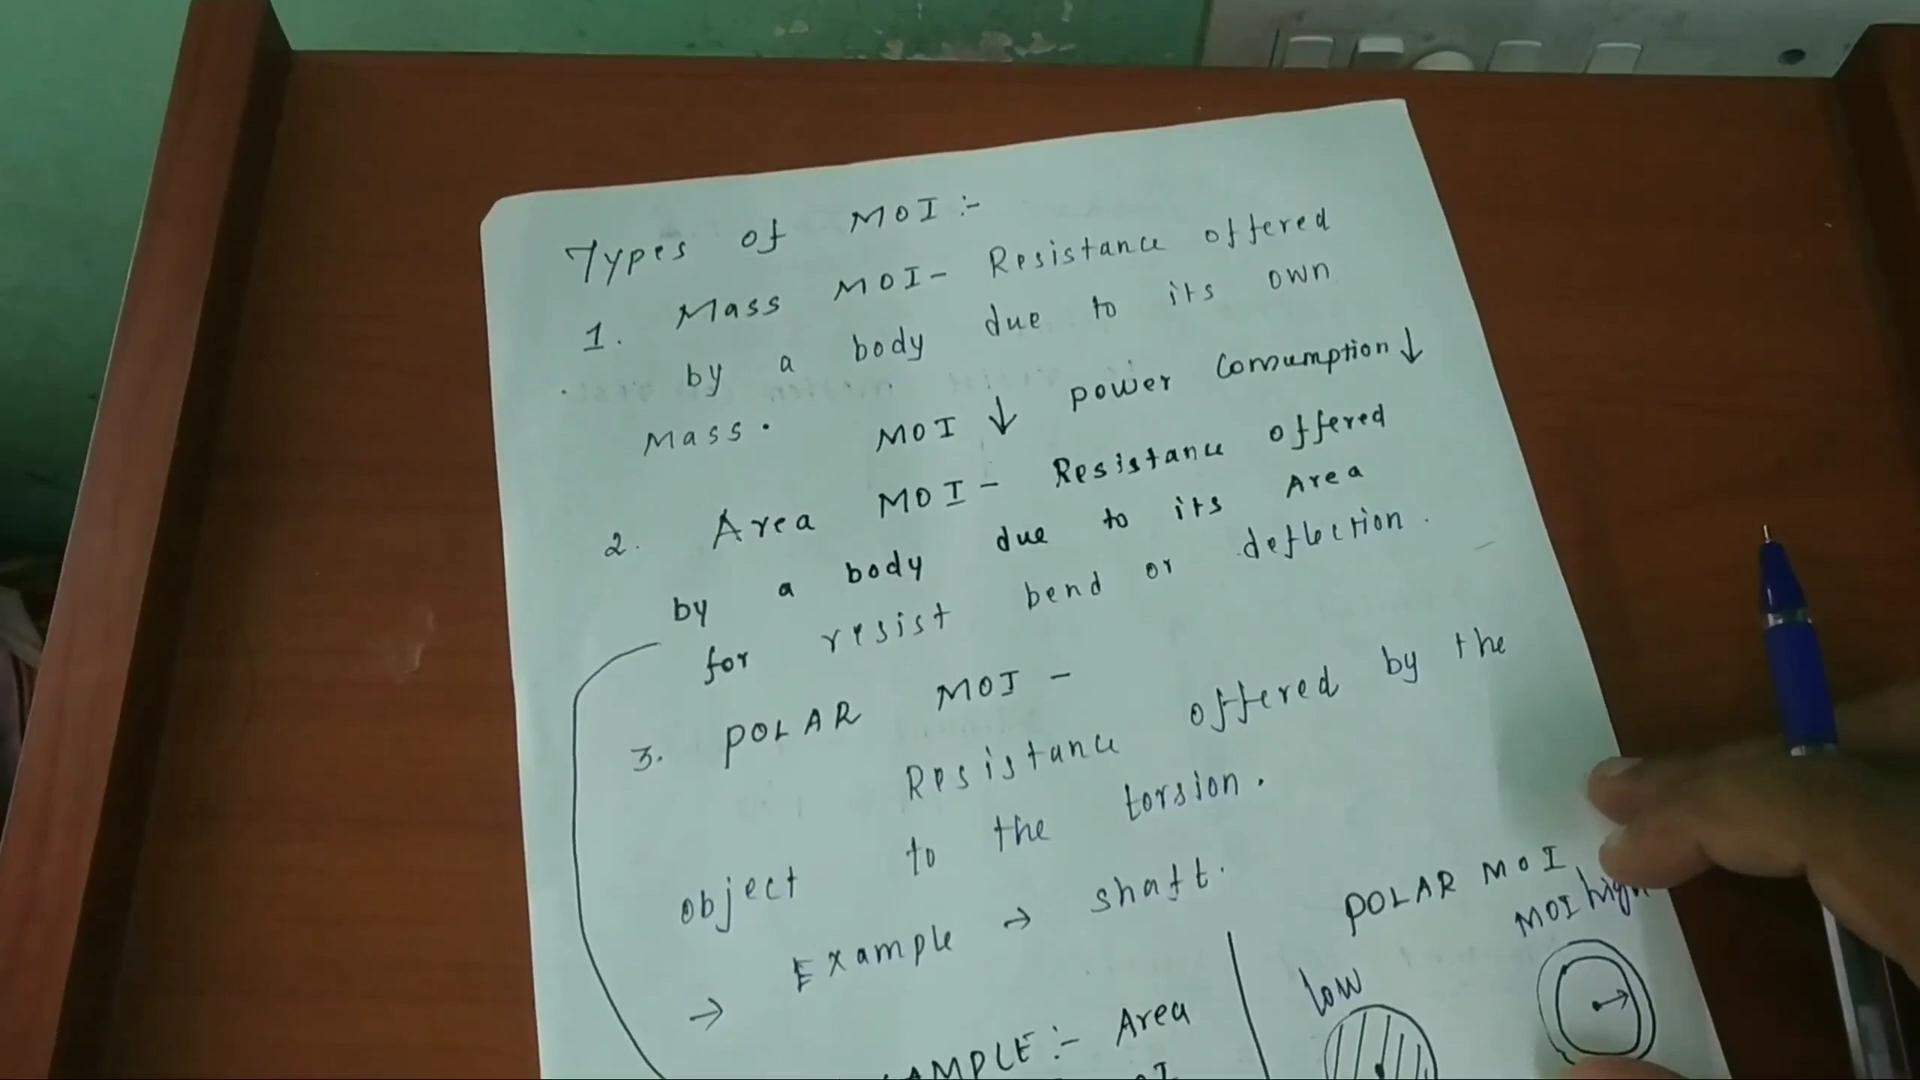 Types of MOI :-
1. Mass MOI - Resistance offered
by a body due to its own
Mass. MOI ↓ power Consumption ↓
2. Area MOI - Resistance offered
by a body due to its Area
for resist bend or deflection.
3. POLAR MOI -
Resistance offered by the
object to the torsion.
→ Example → shaft.
POLAR MOI
low MOI high
AMPLE :- Area